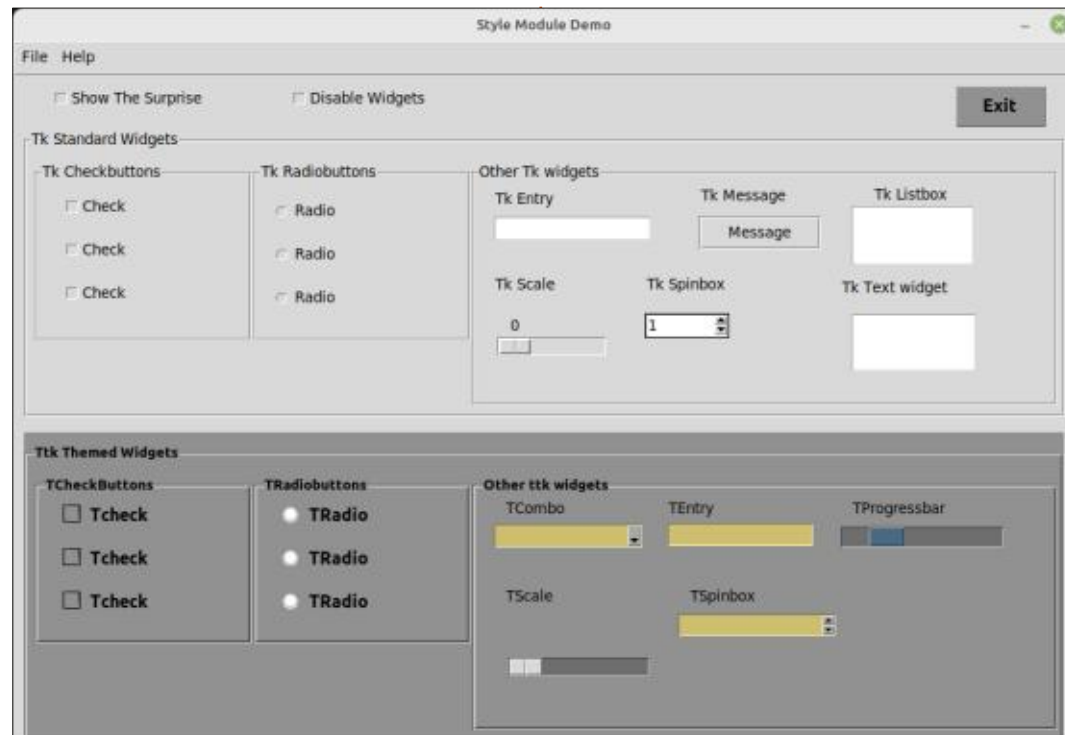 Style Module Demo
File Help
Show The Surprise Disable Widgets
Exit
Tk Standard Widgets
Tk Checkbuttons Tk Radiobuttons Other Tk widgets
Tk Entry Tk Message Tk Listbox
Check Radio
Message
Check Radio
Tk Scale Tk Spinbox Tk Text widget
Check Radio
0 1
Ttk Themed Widgets
TCheckButtons TRadiobuttons Other ttk widgets
TCombo TEntry TProgressbar
Tcheck TRadio
Tcheck TRadio
TScale TSpinbox
Tcheck TRadio